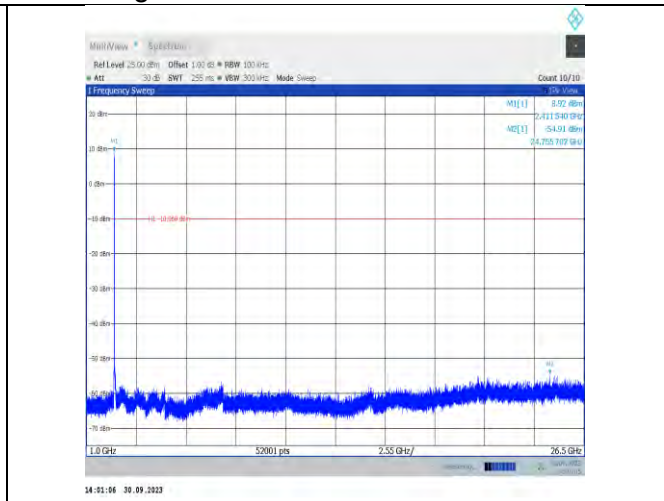 MultiView Spectrum
Ref Level 25.00 dBm Offset 1.00 dB RBW 100 kHz
Att 30 dB SWT 255 ms VBW 300 kHz Mode Sweep Count 10/10
1 Frequency Sweep
M1[1] 8.92 dBm
2.411540 GHz
M2[1] -54.91 dBm
24.755707 GHz
20 dBm
M1
10 dBm
0 dBm
-10 dBm
-20 dBm
-30 dBm
-40 dBm
-50 dBm
M2
-60 dBm
-70 dBm
1.0 GHz 52001 pts 2.55 GHz/ 26.5 GHz
14:01:06 30.09.2023